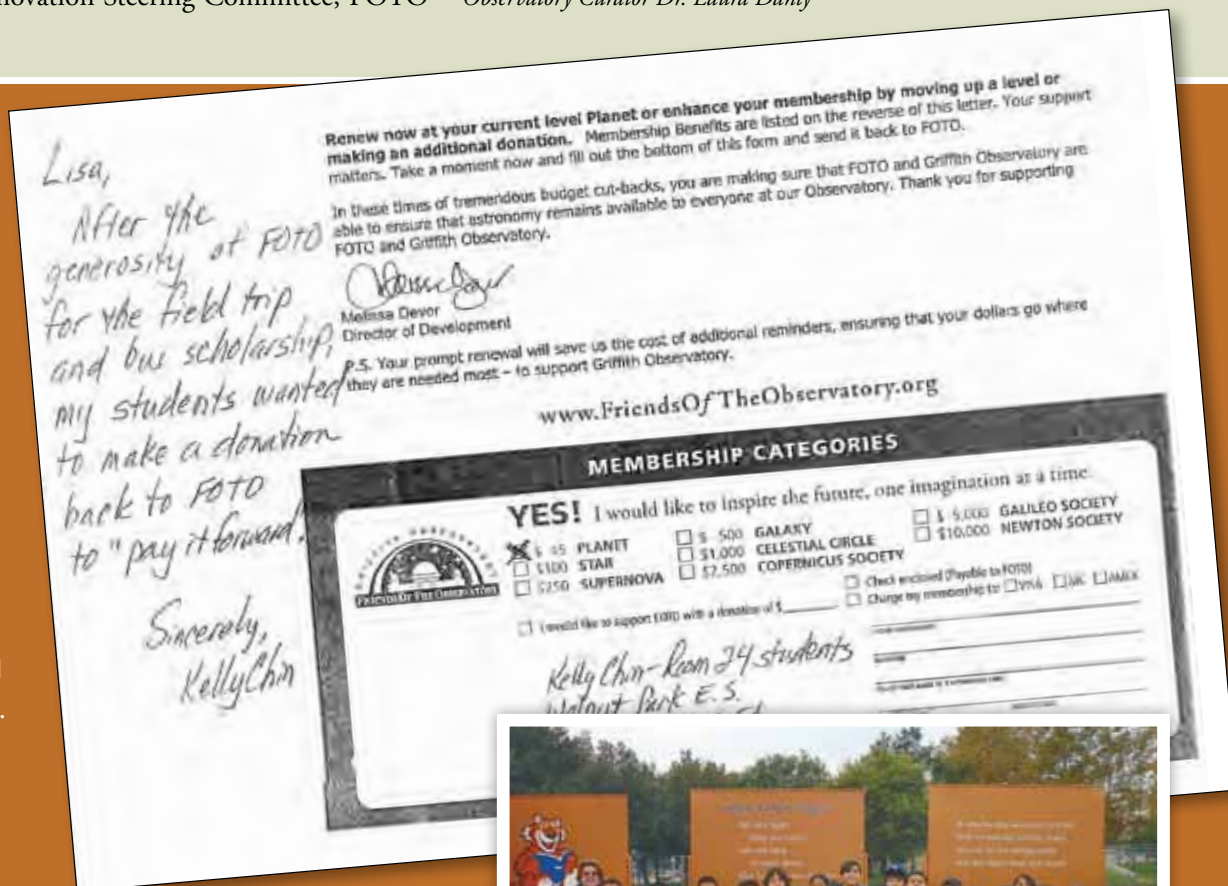 novation Steering Committee, FOTO
Observatory Curator Dr. Laura Danly
Lisa,
After the
generosity of FOTO
for the field trip
and bus scholarship,
my students wanted
to make a donation
back to FOTO
to "pay it forward."
Sincerely,
Kelly Chin
Renew now at your current level Planet or enhance your membership by moving up a level or
making an additional donation. Membership Benefits are listed on the reverse of this letter. Your support
matters. Take a moment now and fill out the bottom of this form and send it back to FOTO.
In these times of tremendous budget cut-backs, you are making sure that FOTO and Griffith Observatory are
able to ensure that astronomy remains available to everyone at our Observatory. Thank you for supporting
FOTO and Griffith Observatory.
Melissa Devor
Director of Development
P.S. Your prompt renewal will save us the cost of additional reminders, ensuring that your dollars go where
they are needed most – to support Griffith Observatory.
www.FriendsOfTheObservatory.org
MEMBERSHIP CATEGORIES
YES! I would like to inspire the future, one imagination at a time.
GRIFFITH OBSERVATORY
FRIENDS OF THE OBSERVATORY
$ 45 PLANET
$100 STAR
$250 SUPERNOVA
$ 500 GALAXY
$1,000 CELESTIAL CIRCLE
$2,500 COPERNICUS SOCIETY
$ 5,000 GALILEO SOCIETY
$10,000 NEWTON SOCIETY
I would like to support FOTO with a donation of $
Check enclosed (Payable to FOTO)
Charge my membership to: VISA MC AMEX
Kelly Chin - Room 24 students
Walnut Park E.S.